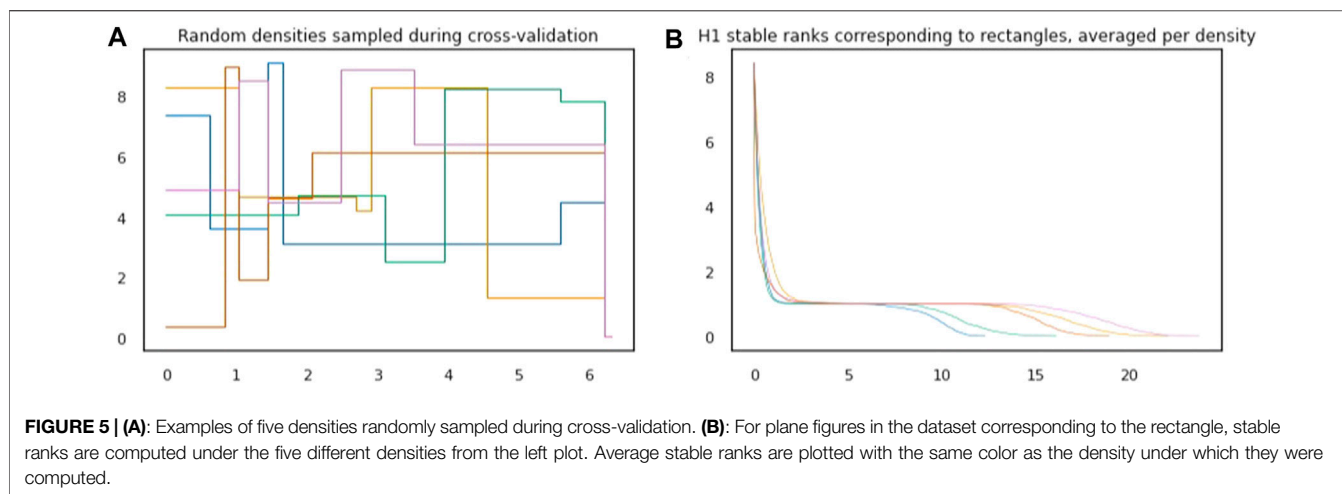 A Random densities sampled during cross-validation
8
6
4
2
0
0 1 2 3 4 5 6
B H1 stable ranks corresponding to rectangles, averaged per density
8
6
4
2
0
0 5 10 15 20
FIGURE 5 | (A): Examples of five densities randomly sampled during cross-validation. (B): For plane figures in the dataset corresponding to the rectangle, stable
ranks are computed under the five different densities from the left plot. Average stable ranks are plotted with the same color as the density under which they were
computed.